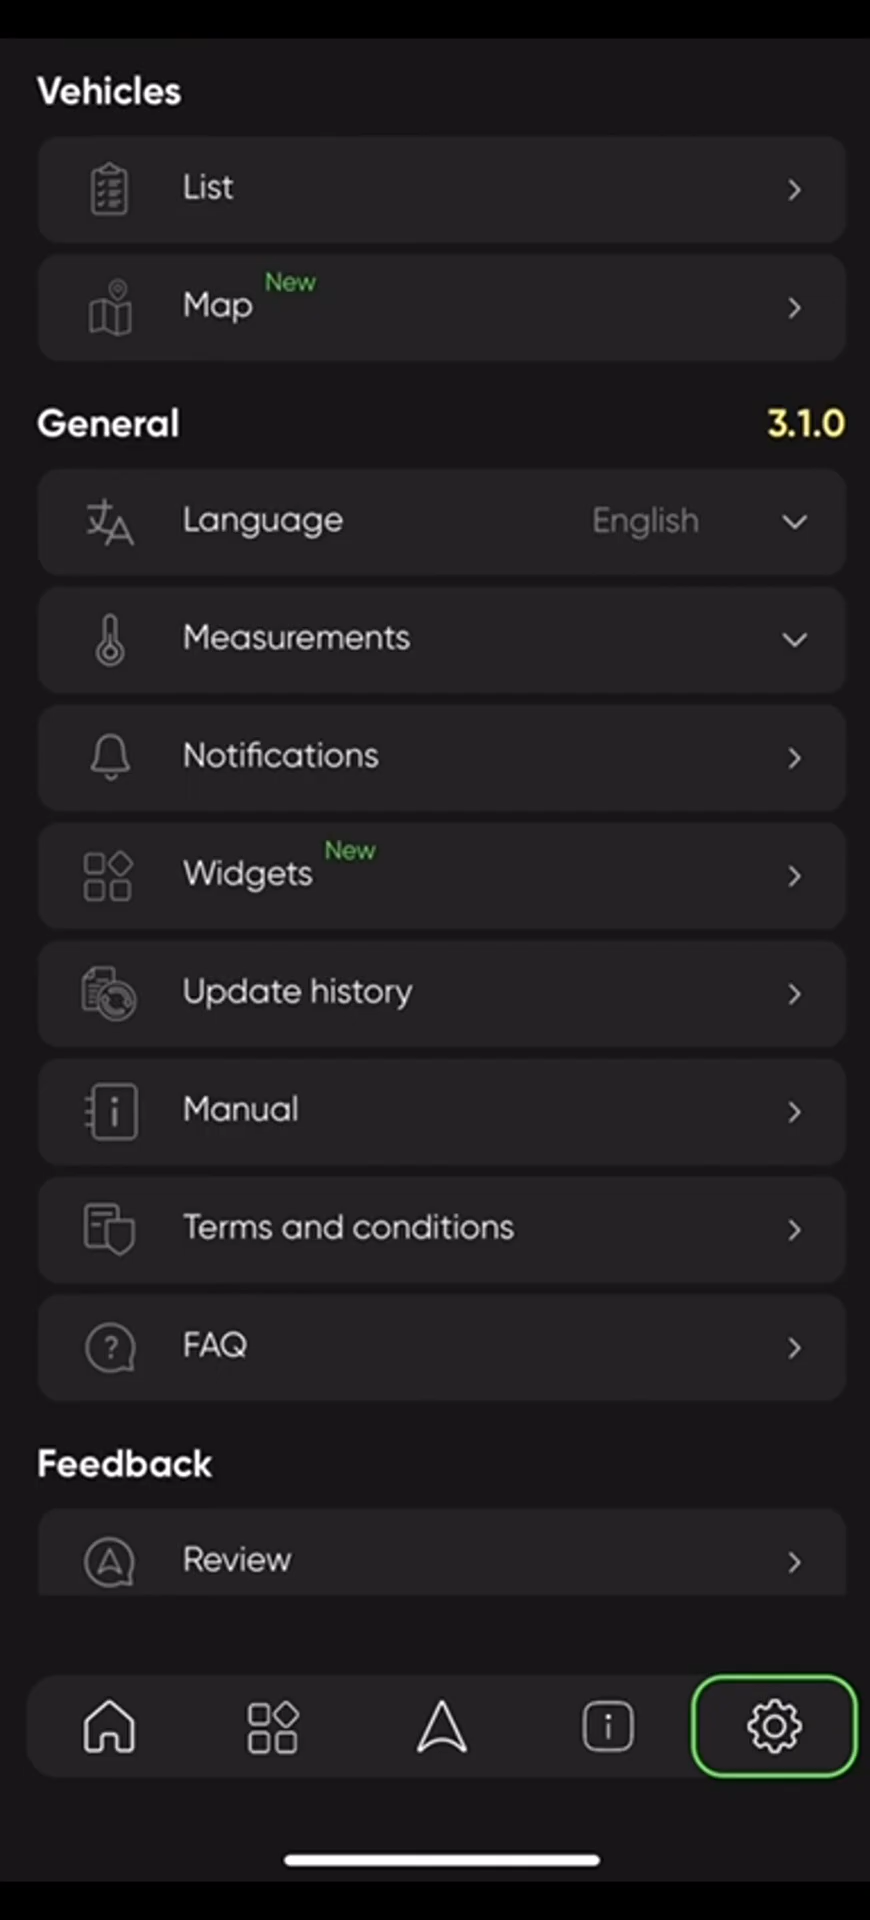 Vehicles
List
Map New
General 3.1.0
Language English
Measurements
Notifications
Widgets New
Update history
Manual
Terms and conditions
FAQ
Feedback
Review